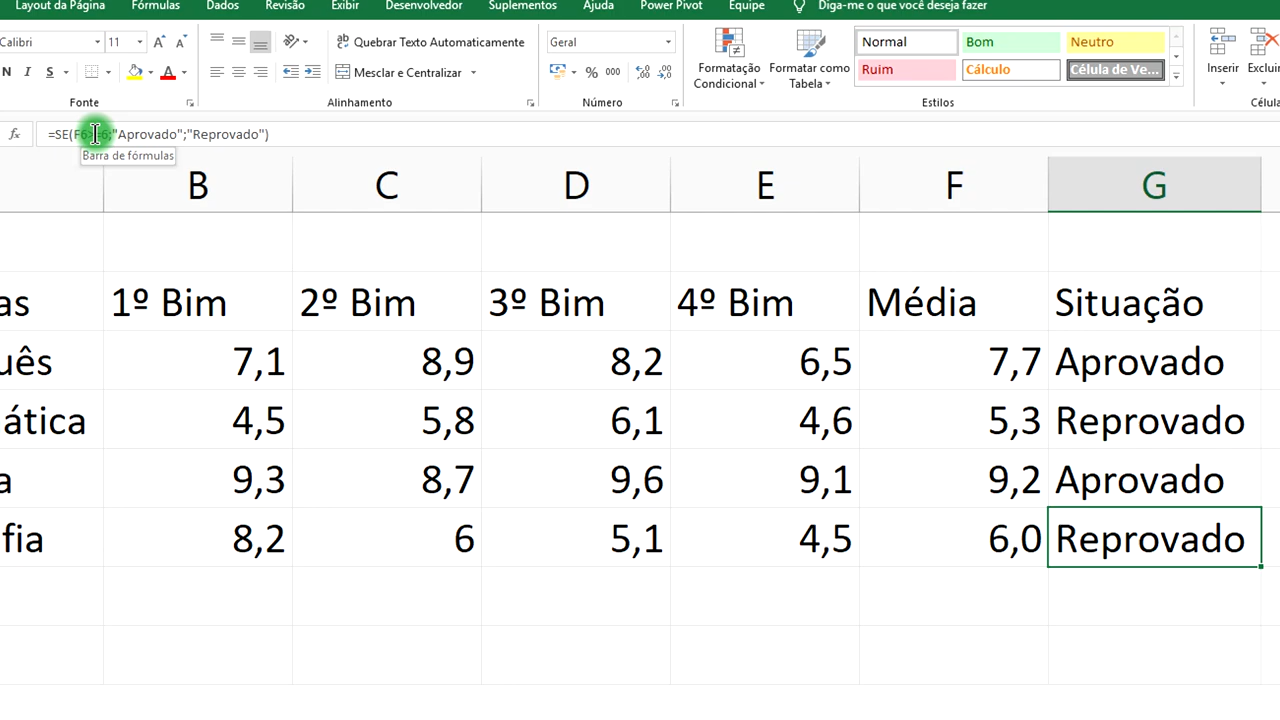 Layout da Página Fórmulas Dados Revisão Exibir Desenvolvedor Suplementos Ajuda Power Pivot Equipe Diga-me o que você deseja fazer
Calibri 11 Quebrar Texto Automaticamente Geral Normal Bom Neutro
N I S Mesclar e Centralizar % 000 Formatação Condicional Formatar como Tabela Ruim Cálculo Célula de Ve... Inserir Excluir
Fonte Alinhamento Número Estilos Célula
fx =SE(F6>=6;"Aprovado";"Reprovado")
Barra de fórmulas
B C D E F G
as 1º Bim 2º Bim 3º Bim 4º Bim Média Situação
uês 7,1 8,9 8,2 6,5 7,7 Aprovado
ática 4,5 5,8 6,1 4,6 5,3 Reprovado
a 9,3 8,7 9,6 9,1 9,2 Aprovado
fia 8,2 6 5,1 4,5 6,0 Reprovado